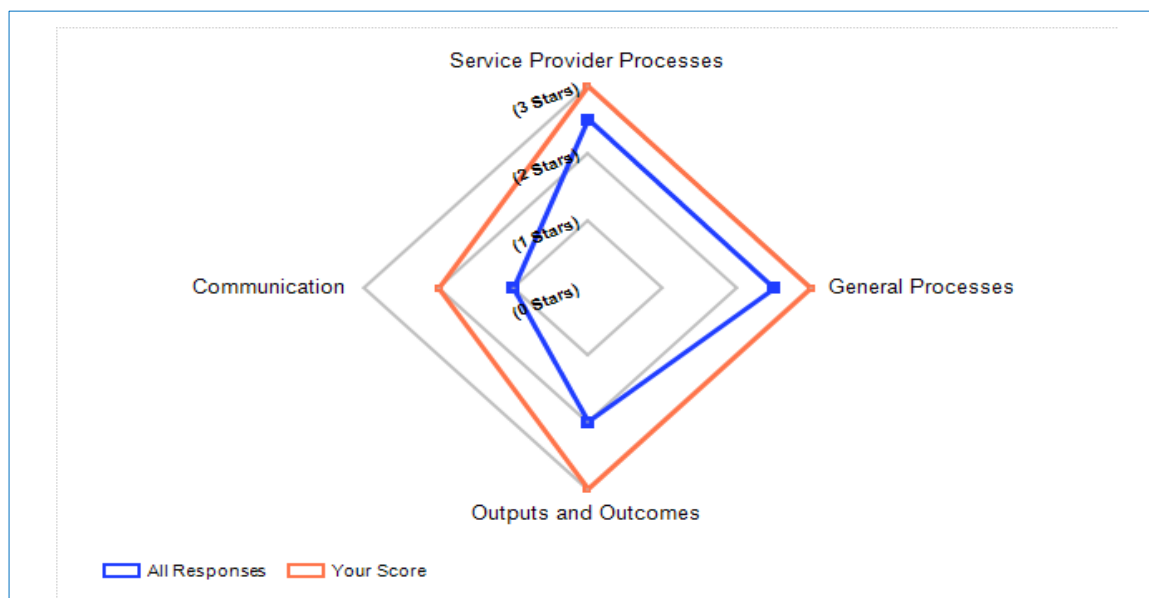 Service Provider Processes
(3 Stars)
(2 Stars)
(1 Stars)
Communication
(0 Stars)
General Processes
Outputs and Outcomes
All Responses
Your Score